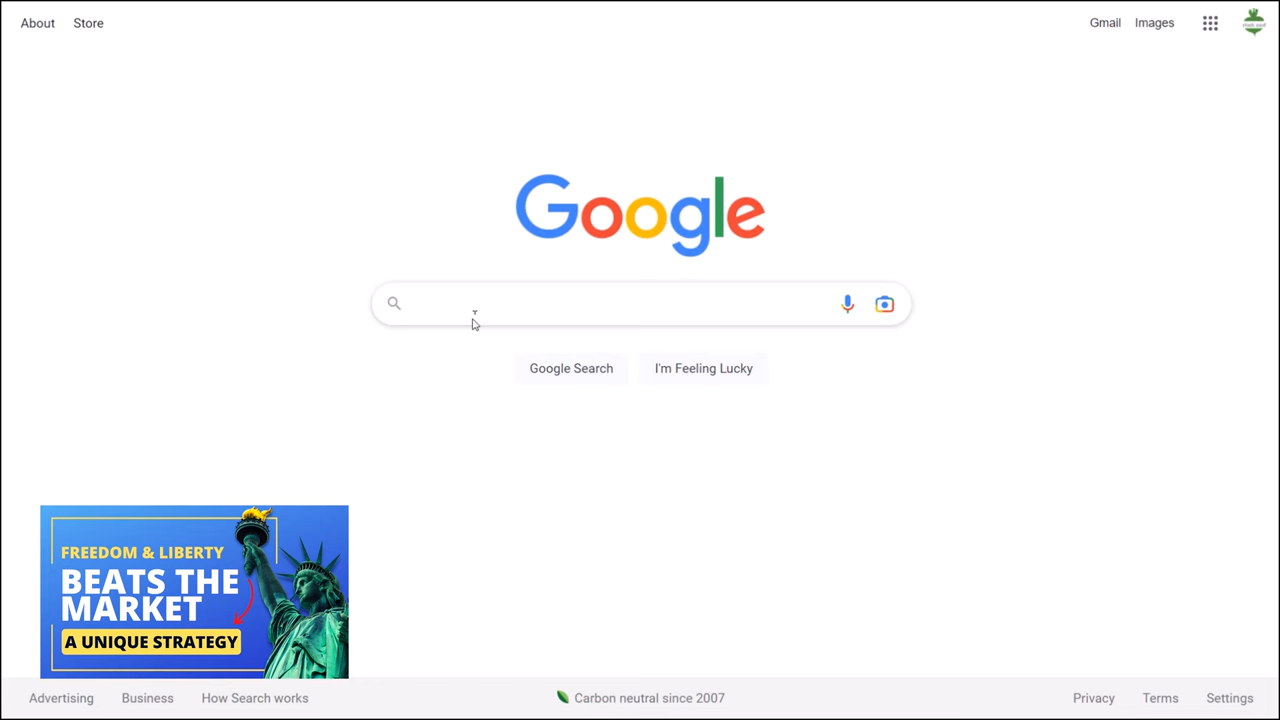 About Store
Gmail Images
Google
Google Search I'm Feeling Lucky
FREEDOM & LIBERTY
BEATS THE
MARKET
A UNIQUE STRATEGY
Advertising Business How Search works
Carbon neutral since 2007
Privacy Terms Settings